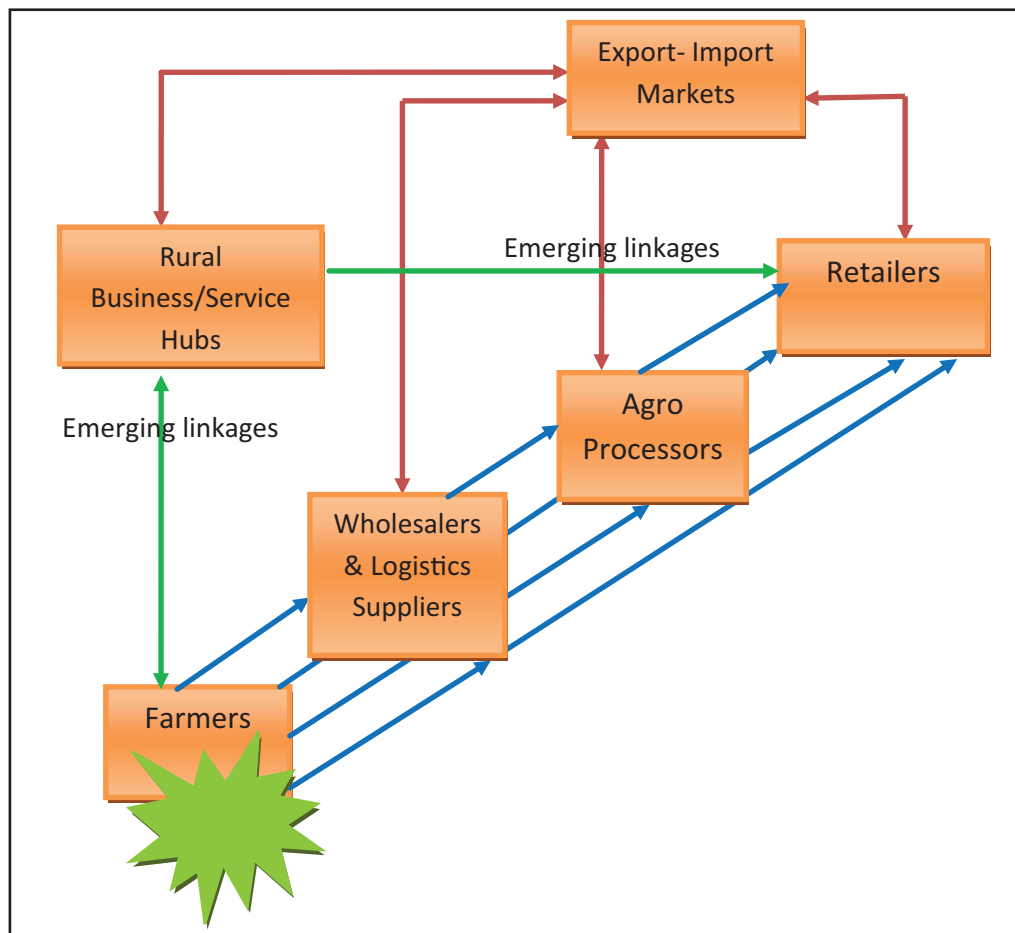 Export- Import
Markets
Rural
Business/Service
Hubs
Emerging linkages
Retailers
Emerging linkages
Agro
Processors
Wholesalers
& Logistics
Suppliers
Farmers